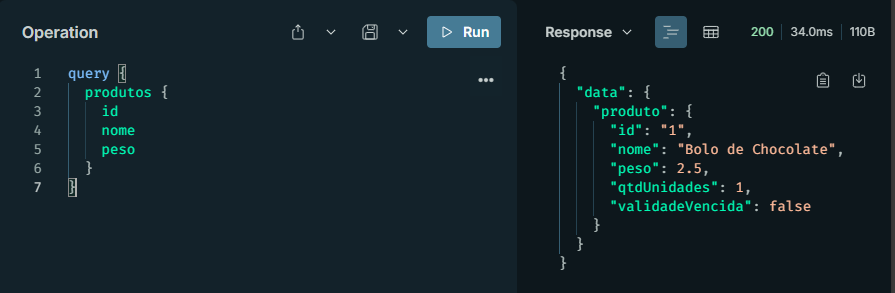 Operation
Run
1 query {
2 produtos {
3 id
4 nome
5 peso
6 }
7 }
Response
200 34.0ms 110B
{
"data": {
"produto": {
"id": "1",
"nome": "Bolo de Chocolate",
"peso": 2.5,
"qtdUnidades": 1,
"validadeVencida": false
}
}
}